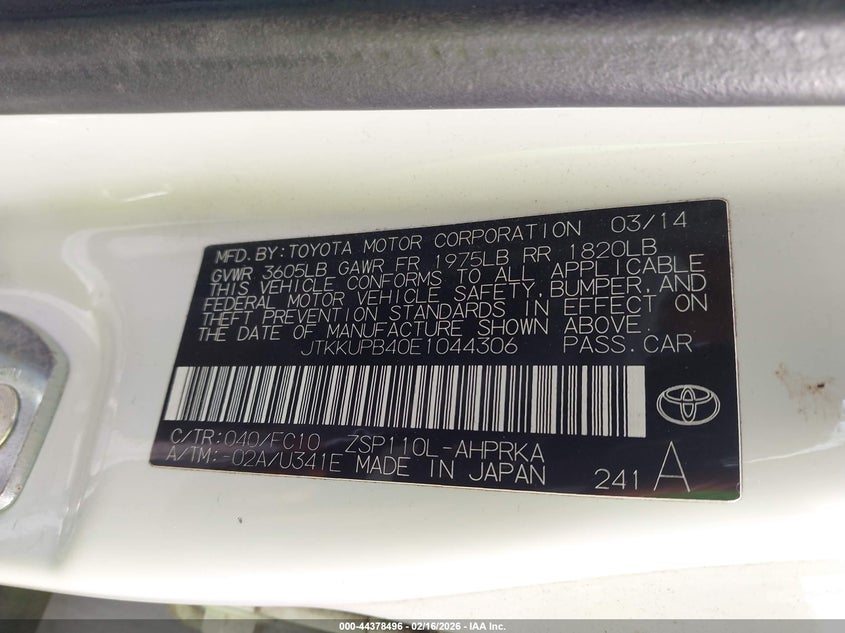 MFD.BY:TOYOTA MOTOR CORPORATION 03/14
GVWR 3605LB GAWR FR 1975LB RR 1820LB
THIS VEHICLE CONFORMS TO ALL APPLICABLE
FEDERAL MOTOR VEHICLE SAFETY,BUMPER,AND
THEFT PREVENTION STANDARDS IN EFFECT ON
THE DATE OF MANUFACTURE SHOWN ABOVE.
JTKKUPB40E1044306 PASS.CAR
C/TR:040/FC10 ZSP110L-AHPRKA
A/TM:-02A/U341E MADE IN JAPAN 241 A
000-44378496 - 02/16/2026 - IAA Inc.